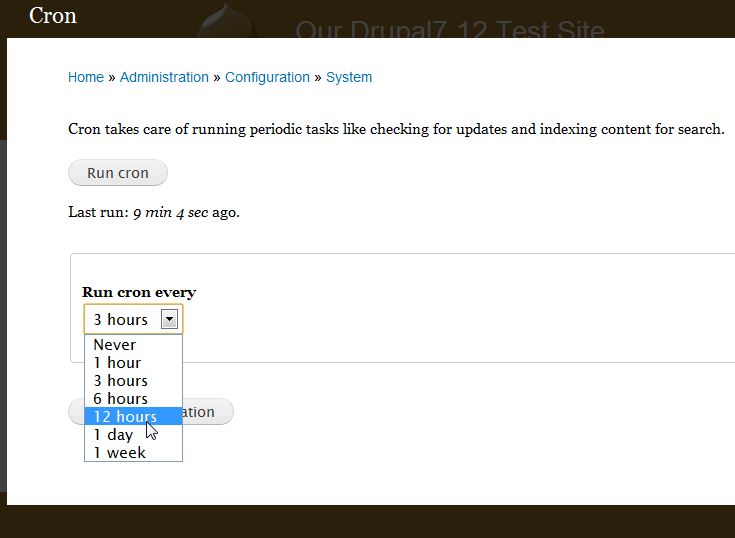 Cron
Our Drupal7.12 Test Site
Home » Administration » Configuration » System
Cron takes care of running periodic tasks like checking for updates and indexing content for search.
Run cron
Last run: 9 min 4 sec ago.
Run cron every
3 hours
Never
1 hour
3 hours
6 hours
12 hours
ation
1 day
1 week